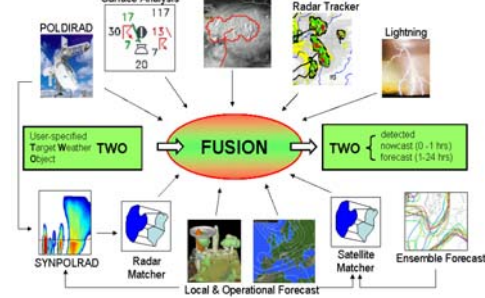 Surface Analysis
POLDIRAD
17 117
30 13
7 7
20
Radar Tracker
Lightning
User-specified
Target Weather
Object
TWO
FUSION
TWO
detected
nowcast (0 -1 hrs)
forecast (1-24 hrs)
SYNPOLRAD
Radar
Matcher
Satellite
Matcher
Ensemble Forecast
Local & Operational Forecast